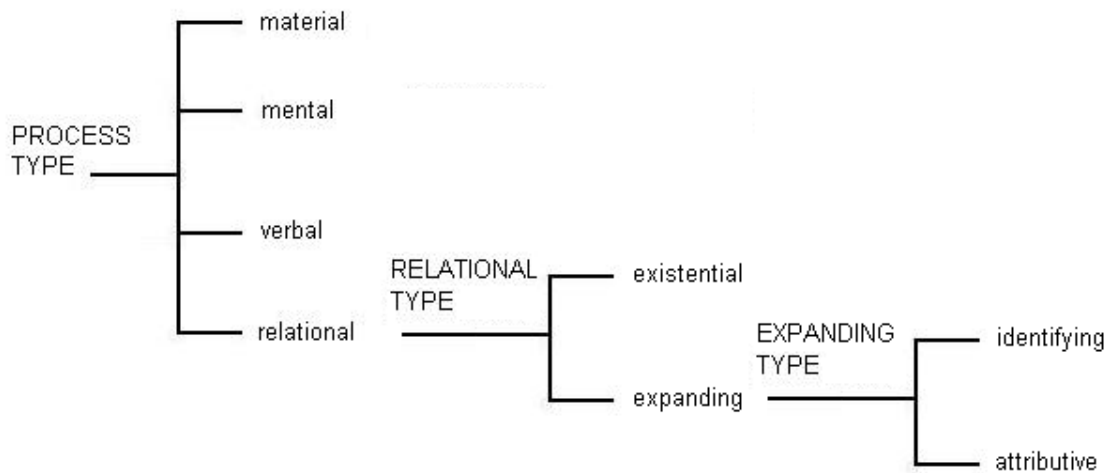 material
mental
PROCESS
TYPE
verbal
relational
RELATIONAL
TYPE
existential
expanding
EXPANDING
TYPE
identifying
attributive